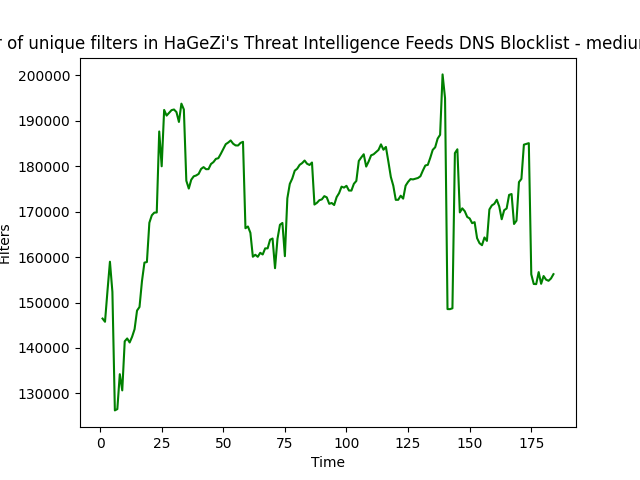 r of unique filters in HaGeZi's Threat Intelligence Feeds DNS Blocklist - mediu
200000
190000
180000
170000
160000
150000
140000
130000
Filters
0 25 50 75 100 125 150 175
Time